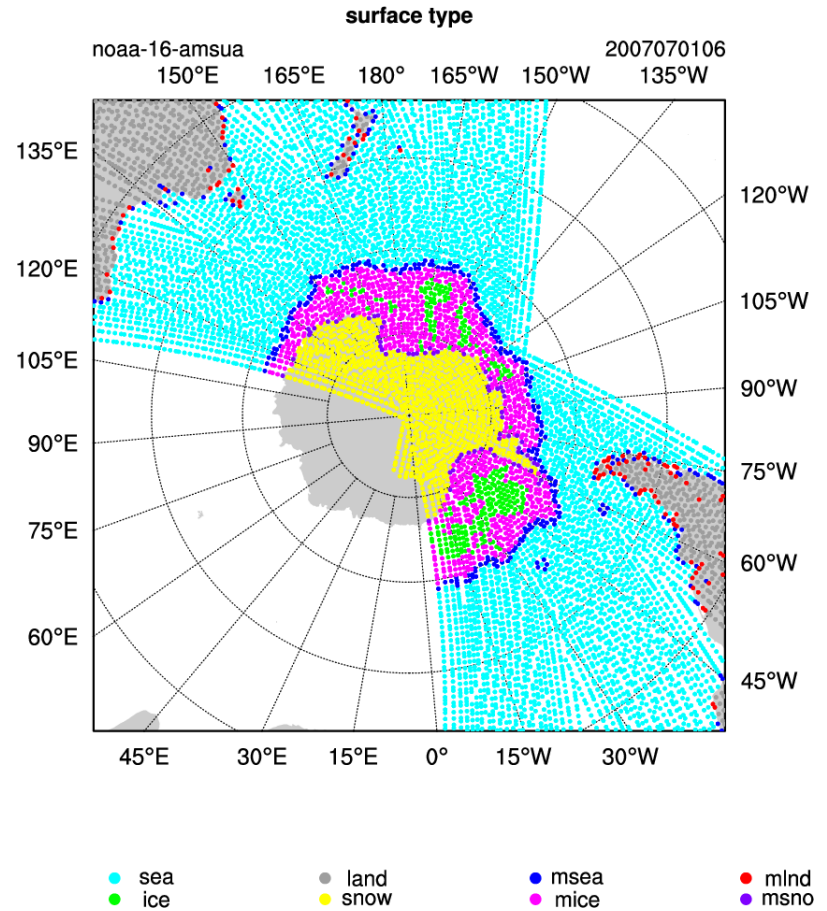 surface type
noaa-16-amsua 2007070106
150°E 165°E 180° 165°W 150°W 135°W
135°E
120°W
120°E
105°W
105°E
90°W
90°E
75°W
75°E
60°W
60°E
45°W
45°E 30°E 15°E 0° 15°W 30°W
sea land msea mlnd
ice snow mice msno